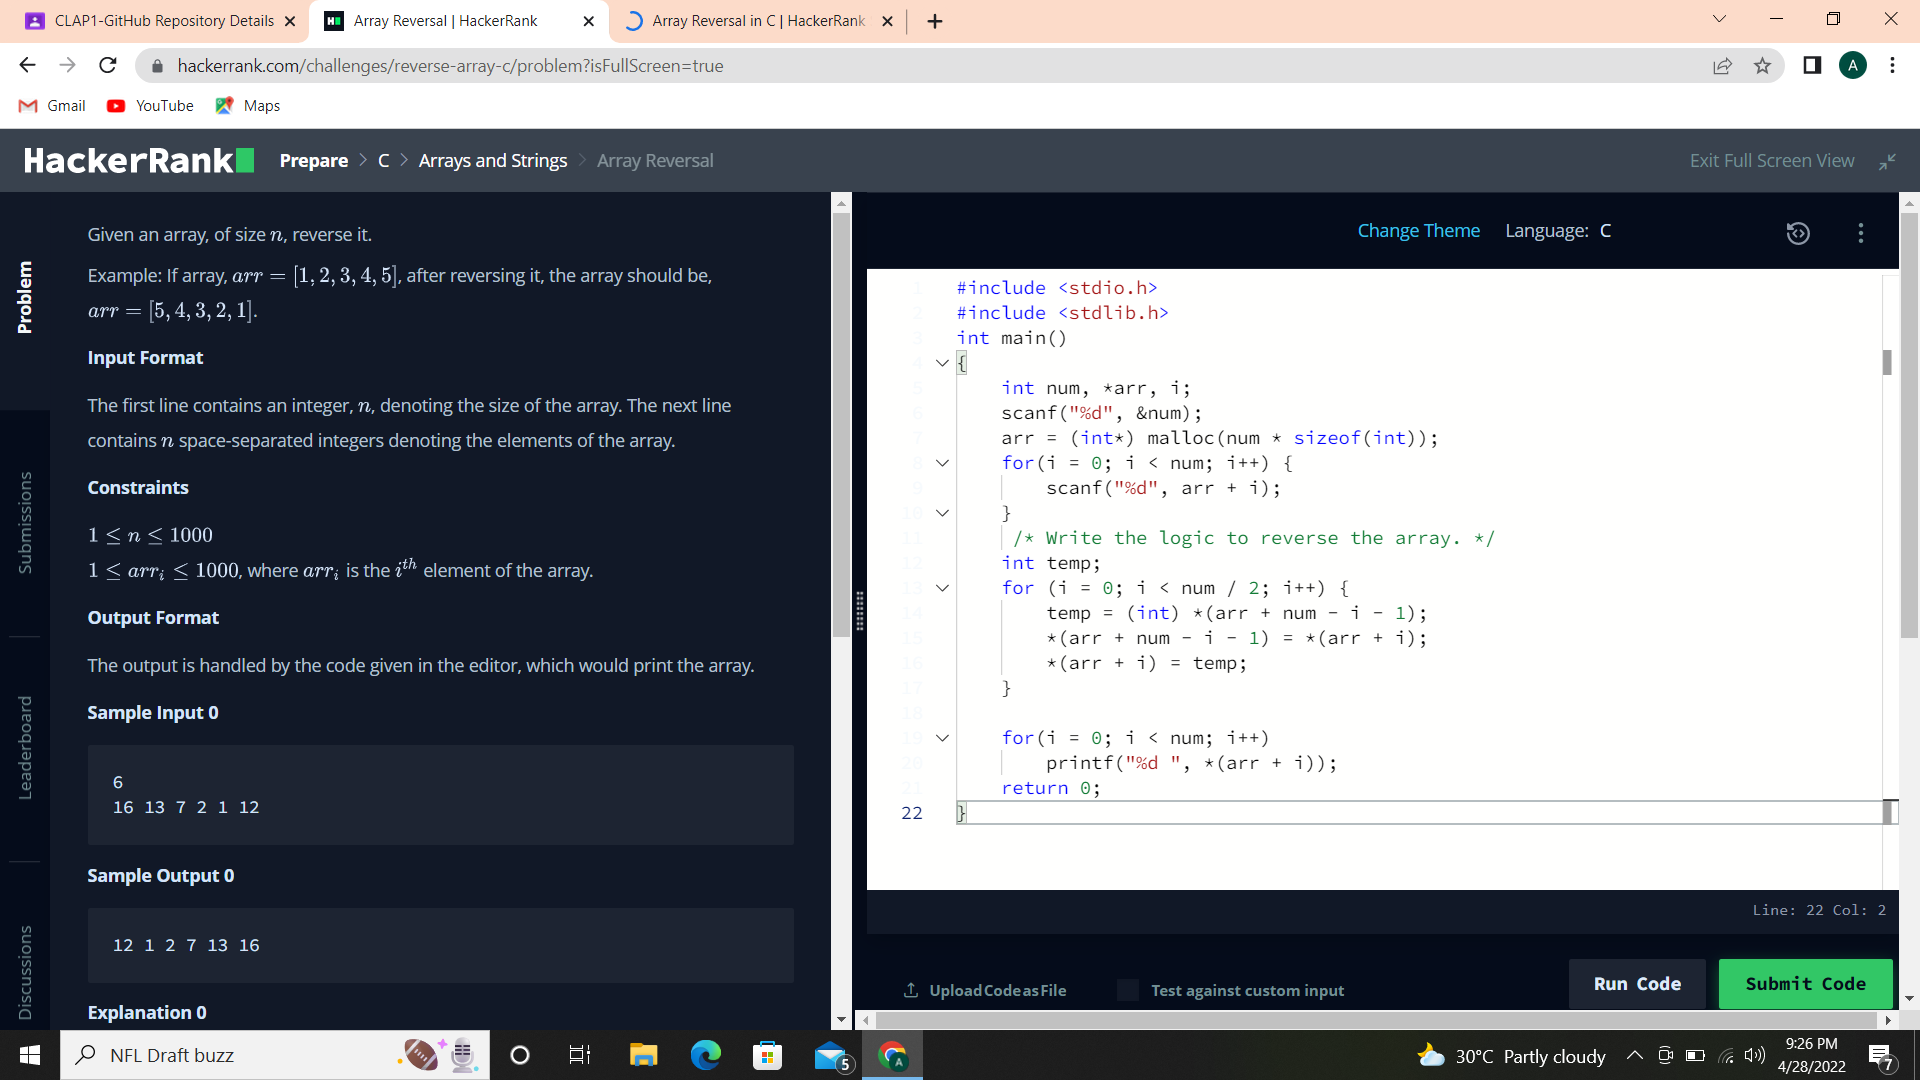 CLAP1-GitHub Repository Details
Array Reversal | HackerRank
Array Reversal in C | HackerRank
hackerrank.com/challenges/reverse-array-c/problem?isFullScreen=true
A
Gmail
YouTube
Maps
HackerRank
Prepare > C > Arrays and Strings > Array Reversal
Exit Full Screen View
Problem
Submissions
Leaderboard
Discussions
Given an array, of size n, reverse it.
Example: If array, arr = [1, 2, 3, 4, 5], after reversing it, the array should be,
arr = [5, 4, 3, 2, 1].
Input Format
The first line contains an integer, n, denoting the size of the array. The next line
contains n space-separated integers denoting the elements of the array.
Constraints
1 ≤ n ≤ 1000
1 ≤ arr_i ≤ 1000, where arr_i is the i^th element of the array.
Output Format
The output is handled by the code given in the editor, which would print the array.
Sample Input 0
6
16 13 7 2 1 12
Sample Output 0
12 1 2 7 13 16
Explanation 0
Change Theme
Language: C
1 #include <stdio.h>
2 #include <stdlib.h>
3 int main()
4 {
5     int num, *arr, i;
6     scanf("%d", &num);
7     arr = (int*) malloc(num * sizeof(int));
8     for(i = 0; i < num; i++) {
9         scanf("%d", arr + i);
10     }
11      /* Write the logic to reverse the array. */
12     int temp;
13     for (i = 0; i < num / 2; i++) {
14         temp = (int) *(arr + num - i - 1);
15         *(arr + num - i - 1) = *(arr + i);
16         *(arr + i) = temp;
17     }
18
19     for(i = 0; i < num; i++)
20         printf("%d ", *(arr + i));
21     return 0;
22 }
Line: 22 Col: 2
Upload Code as File
Test against custom input
Run Code
Submit Code
NFL Draft buzz
5
A
30°C Partly cloudy
9:26 PM
4/28/2022
7